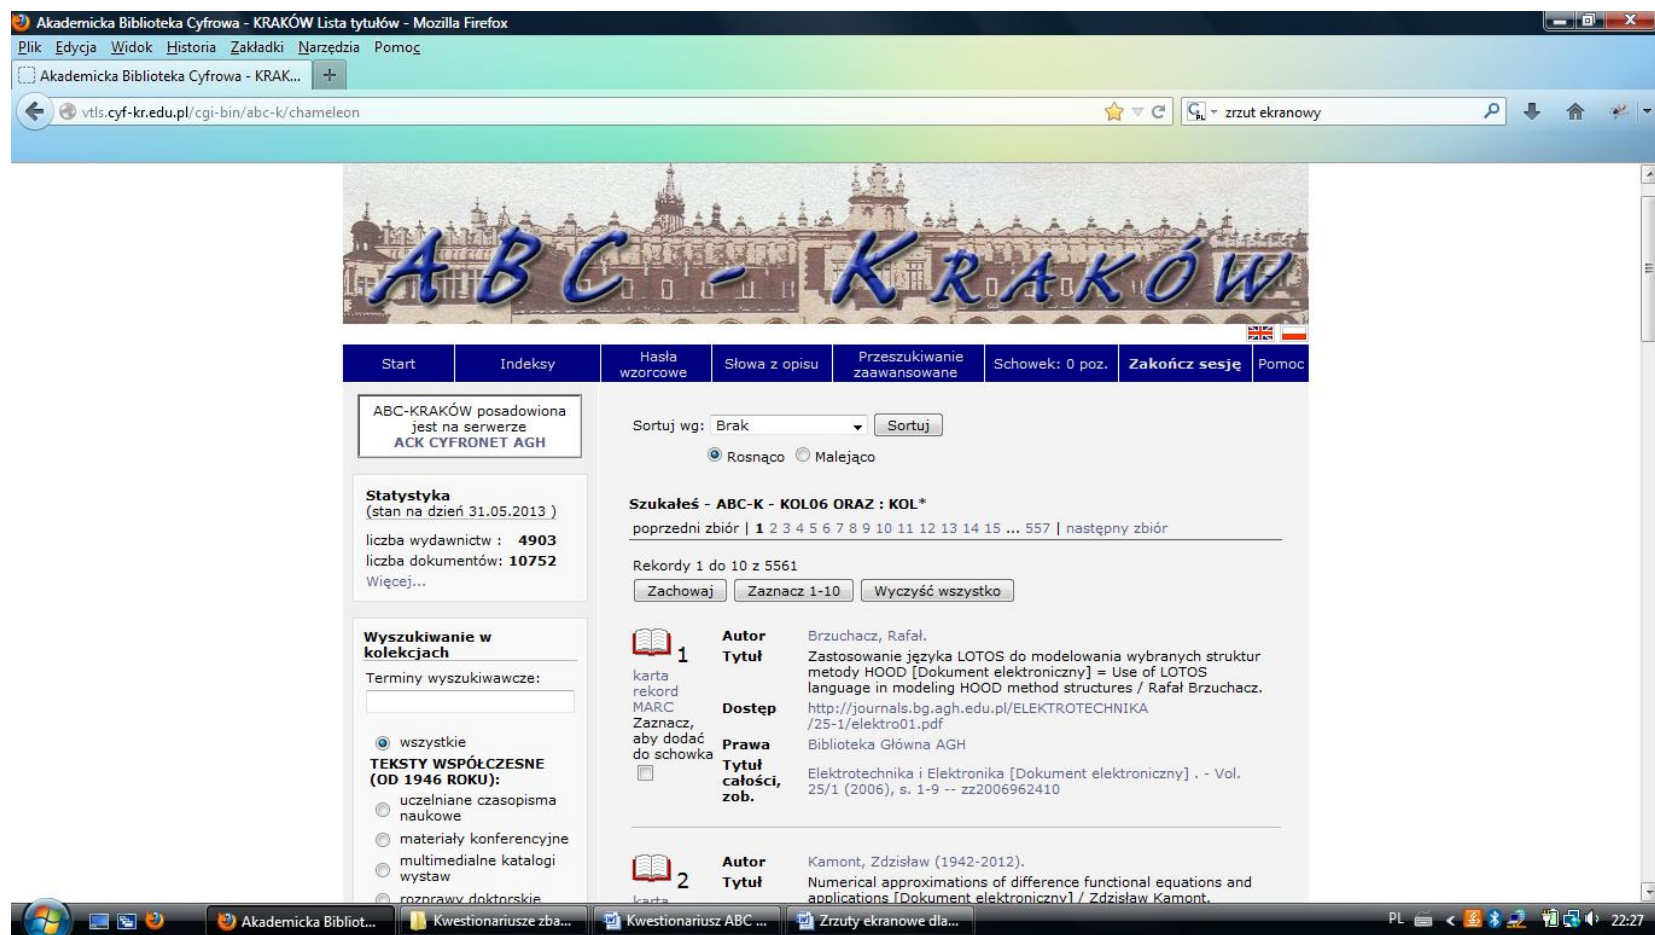 Akademicka Biblioteka Cyfrowa - KRAKÓW Lista tytułów - Mozilla Firefox
Plik Edycja Widok Historia Zakładki Narzędzia Pomoc
Akademicka Biblioteka Cyfrowa - KRAK...
vtls.cyf-kr.edu.pl/cgi-bin/abc-k/chameleon
zrzut ekranowy
ABC - KRAKÓW
Start Indeksy Hasła wzorcowe Słowa z opisu Przeszukiwanie zaawansowane Schowek: 0 poz. Zakończ sesję Pomoc
ABC-KRAKÓW posadowiona
jest na serwerze
ACK CYFRONET AGH
Statystyka
(stan na dzień 31.05.2013 )
liczba wydawnictw : 4903
liczba dokumentów: 10752
Więcej...
Wyszukiwanie w
kolekcjach
Terminy wyszukiwawcze:
wszystkie
TEKSTY WSPÓŁCZESNE
(OD 1946 ROKU):
uczelniane czasopisma
naukowe
materiały konferencyjne
multimedialne katalogi
wystaw
rozprawy doktorskie
Sortuj wg: Brak Sortuj
Rosnąco Malejąco
Szukałeś - ABC-K - KOL06 ORAZ : KOL*
poprzedni zbiór | 1 2 3 4 5 6 7 8 9 10 11 12 13 14 15 ... 557 | następny zbiór
Rekordy 1 do 10 z 5561
Zachowaj Zaznacz 1-10 Wyczyść wszystko
1
karta
rekord
MARC
Zaznacz,
aby dodać
do schowka
Autor Brzuchacz, Rafał.
Tytuł Zastosowanie języka LOTOS do modelowania wybranych struktur
metody HOOD [Dokument elektroniczny] = Use of LOTOS
language in modeling HOOD method structures / Rafał Brzuchacz.
Dostęp http://journals.bg.agh.edu.pl/ELEKTROTECHNIKA
/25-1/elektro01.pdf
Prawa Biblioteka Główna AGH
Tytuł
całości,
zob.
Elektrotechnika i Elektronika [Dokument elektroniczny] . - Vol.
25/1 (2006), s. 1-9 -- zz2006962410
2
karta
Autor Kamont, Zdzisław (1942-2012).
Tytuł Numerical approximations of difference functional equations and
applications [Dokument elektroniczny] / Zdzisław Kamont.
Akademicka Bibliot... Kwestionariusze zba... Kwestionariusz ABC ... Zrzuty ekranowe dla... PL 22:27